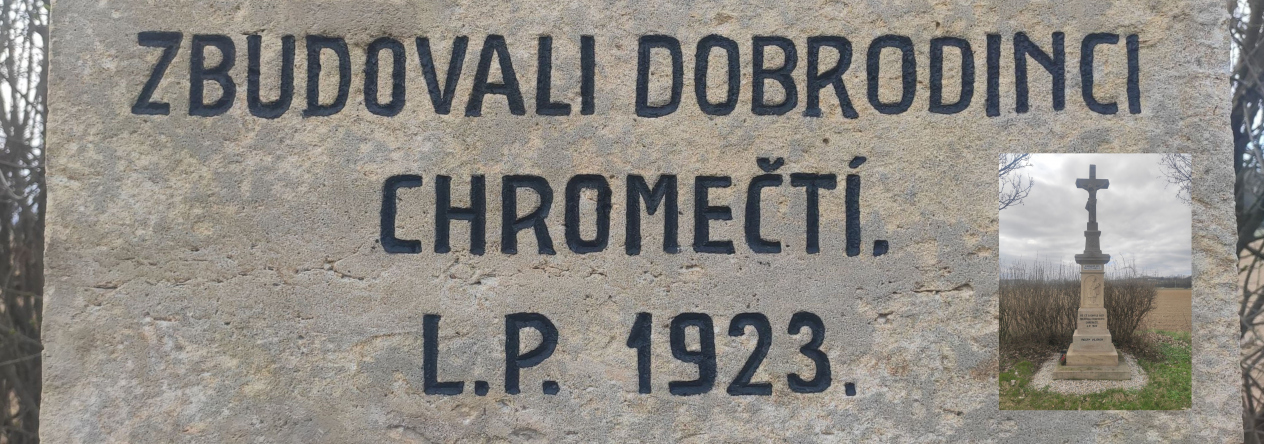 ZBUDOVALI DOBRODINCI
CHROMEČTÍ.
L.P. 1923.